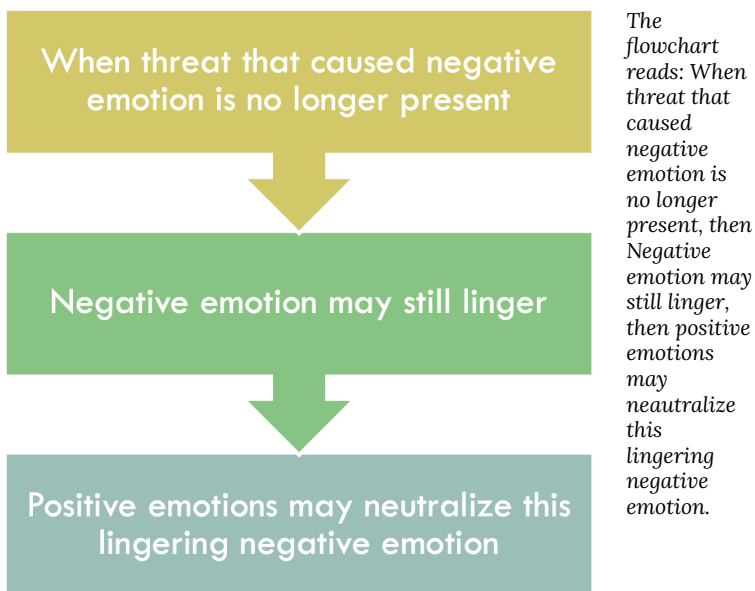 When threat that caused negative
emotion is no longer present
Negative emotion may still linger
Positive emotions may neutralize this
lingering negative emotion
The
flowchart
reads: When
threat that
caused
negative
emotion is
no longer
present, then
Negative
emotion may
still linger,
then positive
emotions
may
neautralize
this
lingering
negative
emotion.